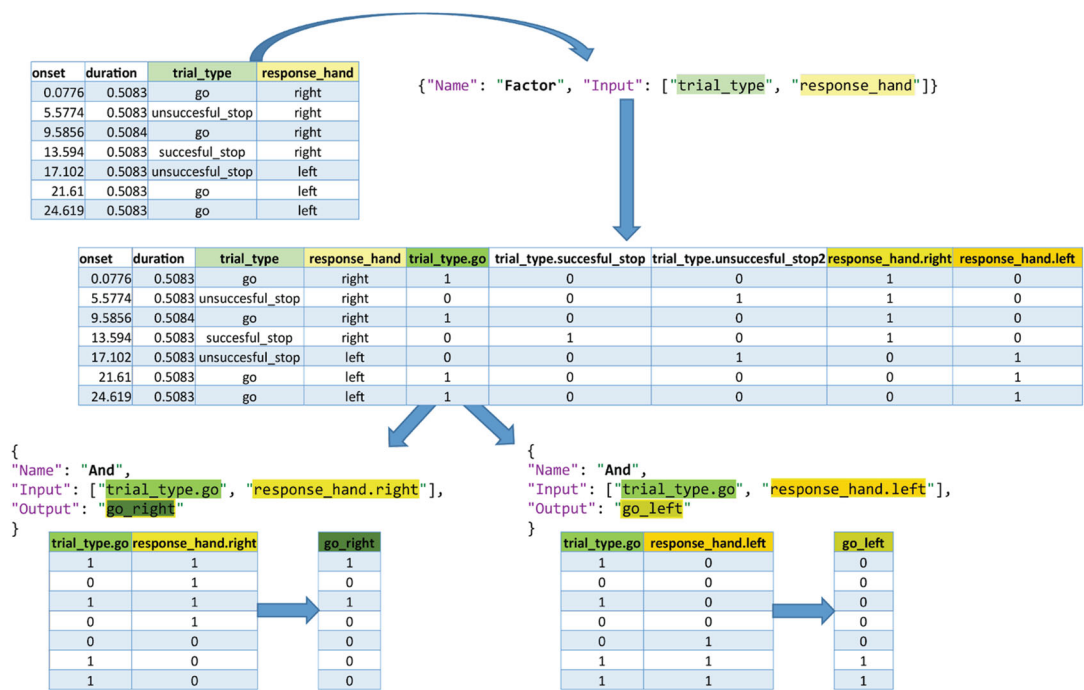 onset duration trial_type response_hand
0.0776 0.5083 go right
5.5774 0.5083 unsuccesful_stop right
9.5856 0.5084 go right
13.594 0.5083 succesful_stop right
17.102 0.5083 unsuccesful_stop left
21.61 0.5083 go left
24.619 0.5083 go left
{"Name": "Factor", "Input": ["trial_type", "response_hand"]}
onset duration trial_type response_hand trial_type.go trial_type.succesful_stop trial_type.unsuccesful_stop2 response_hand.right response_hand.left
0.0776 0.5083 go right 1 0 0 1 0
5.5774 0.5083 unsuccesful_stop right 0 0 1 1 0
9.5856 0.5084 go right 1 0 0 1 0
13.594 0.5083 succesful_stop right 0 1 0 1 0
17.102 0.5083 unsuccesful_stop left 0 0 1 0 1
21.61 0.5083 go left 1 0 0 0 1
24.619 0.5083 go left 1 0 0 0 1
{
"Name": "And",
"Input": ["trial_type.go", "response_hand.right"],
"Output": "go_right"
}
trial_type.go response_hand.right go_right
1 1 1
0 1 0
1 1 1
0 1 0
0 0 0
1 0 0
1 0 0
{
"Name": "And",
"Input": ["trial_type.go", "response_hand.left"],
"Output": "go_left"
}
trial_type.go response_hand.left go_left
1 0 0
0 0 0
1 0 0
0 0 0
0 1 0
1 1 1
1 1 1